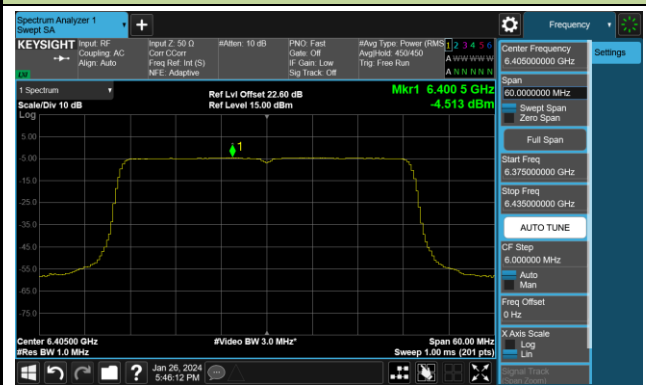 Spectrum Analyzer 1
Swept SA
Frequency
KEYSIGHT
Input: RF
Coupling: AC
Align: Auto
Input Z: 50 Ω
Corr CCorr
Freq Ref: Int (S)
NFE: Adaptive
#Atten: 10 dB
PNO: Fast
Gate: Off
IF Gain: Low
Sig Track: Off
#Avg Type: Power (RMS
Avg|Hold: 450/450
Trig: Free Run
1 2 3 4 5 6
A W W W W W
A N N N N N
LXI
1 Spectrum
Scale/Div 10 dB
Log
Ref Lvl Offset 22.60 dB
Ref Level 15.00 dBm
Mkr1 6.400 5 GHz
-4.513 dBm
1
5.00
-5.00
-15.0
-25.0
-35.0
-45.0
-55.0
-65.0
-75.0
Center 6.40500 GHz
#Res BW 1.0 MHz
#Video BW 3.0 MHz*
Span 60.00 MHz
Sweep 1.00 ms (201 pts)
Center Frequency
6.405000000 GHz
Settings
Span
60.0000000 MHz
Swept Span
Zero Span
Full Span
Start Freq
6.375000000 GHz
Stop Freq
6.435000000 GHz
AUTO TUNE
CF Step
6.000000 MHz
Auto
Man
Freq Offset
0 Hz
X Axis Scale
Log
Lin
Signal Track
(Span Zoom)
Jan 26, 2024
5:46:12 PM